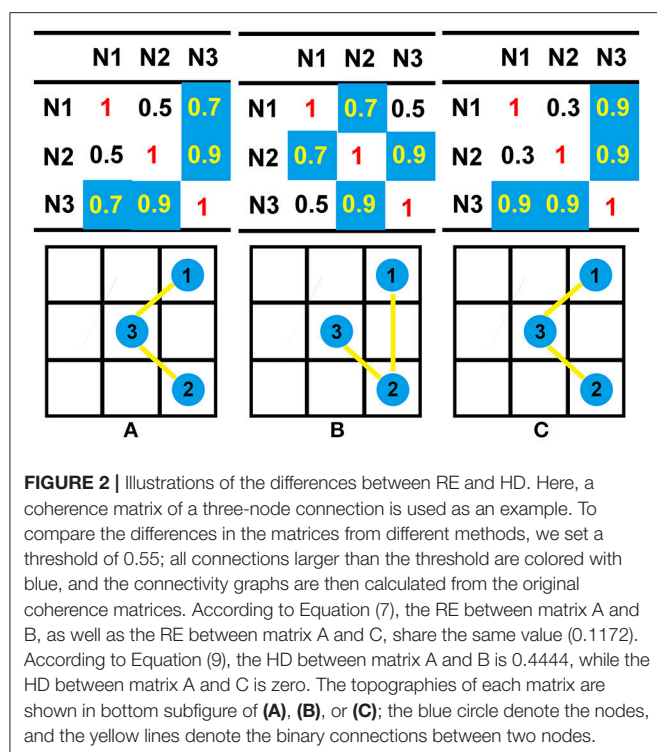 N1 N2 N3
N1 1 0.5 0.7
N2 0.5 1 0.9
N3 0.7 0.9 1
1
3
2
A
N1 N2 N3
N1 1 0.7 0.5
N2 0.7 1 0.9
N3 0.5 0.9 1
1
3
2
B
N1 N2 N3
N1 1 0.3 0.9
N2 0.3 1 0.9
N3 0.9 0.9 1
1
3
2
C
FIGURE 2 | Illustrations of the differences between RE and HD. Here, a
coherence matrix of a three-node connection is used as an example. To
compare the differences in the matrices from different methods, we set a
threshold of 0.55; all connections larger than the threshold are colored with
blue, and the connectivity graphs are then calculated from the original
coherence matrices. According to Equation (7), the RE between matrix A and
B, as well as the RE between matrix A and C, share the same value (0.1172).
According to Equation (9), the HD between matrix A and B is 0.4444, while the
HD between matrix A and C is zero. The topographies of each matrix are
shown in bottom subfigure of (A), (B), or (C); the blue circle denote the nodes,
and the yellow lines denote the binary connections between two nodes.